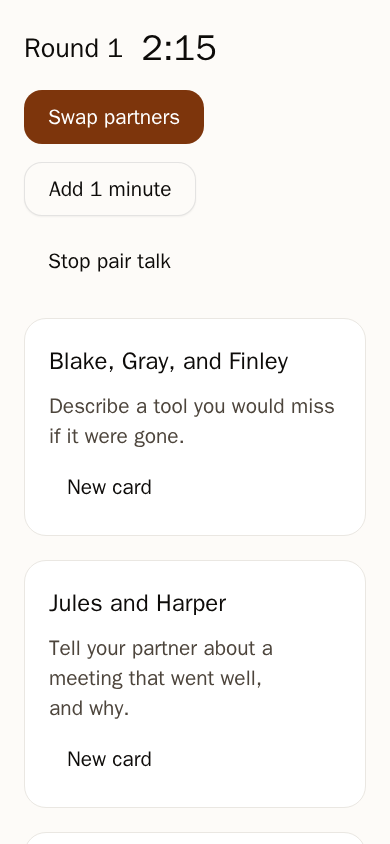 Round 1 2:15
Swap partners
Add 1 minute
Stop pair talk
Blake, Gray, and Finley
Describe a tool you would miss
if it were gone.
New card
Jules and Harper
Tell your partner about a
meeting that went well,
and why.
New card